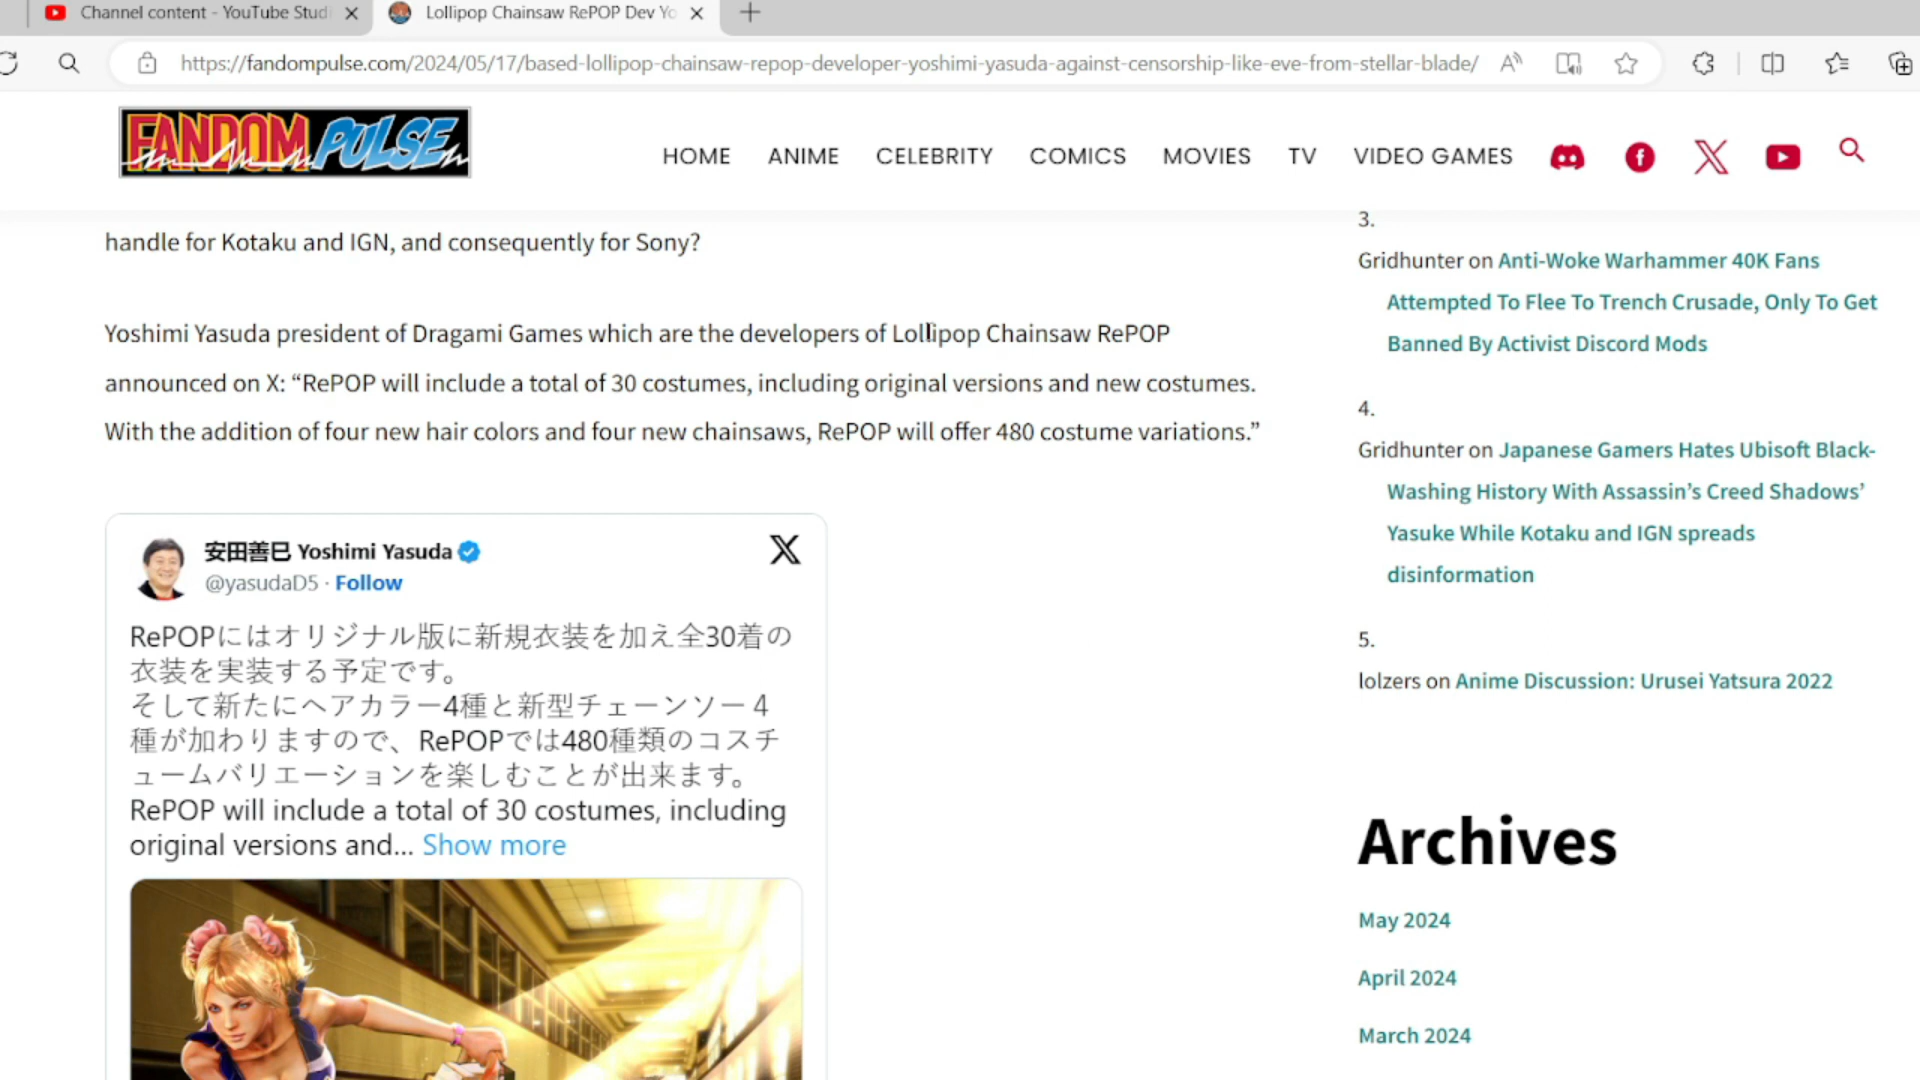 Channel content - YouTube Studi
Lollipop Chainsaw RePOP Dev Yo
https://fandompulse.com/2024/05/17/based-lollipop-chainsaw-repop-developer-yoshimi-yasuda-against-censorship-like-eve-from-stellar-blade/
FANDOM PULSE
HOME ANIME CELEBRITY COMICS MOVIES TV VIDEO GAMES
handle for Kotaku and IGN, and consequently for Sony?
Yoshimi Yasuda president of Dragami Games which are the developers of Lollipop Chainsaw RePOP
announced on X: “RePOP will include a total of 30 costumes, including original versions and new costumes.
With the addition of four new hair colors and four new chainsaws, RePOP will offer 480 costume variations.”
安田善巳 Yoshimi Yasuda
@yasudaD5 · Follow
RePOPにはオリジナル版に新規衣装を加え全30着の
衣装を実装する予定です。
そして新たにヘアカラー4種と新型チェーンソー４
種が加わりますので、RePOPでは480種類のコスチ
ュームバリエーションを楽しむことが出来ます。
RePOP will include a total of 30 costumes, including
original versions and... Show more
3.
Gridhunter on Anti-Woke Warhammer 40K Fans
Attempted To Flee To Trench Crusade, Only To Get
Banned By Activist Discord Mods
4.
Gridhunter on Japanese Gamers Hates Ubisoft Black-
Washing History With Assassin’s Creed Shadows’
Yasuke While Kotaku and IGN spreads
disinformation
5.
lolzers on Anime Discussion: Urusei Yatsura 2022
Archives
May 2024
April 2024
March 2024